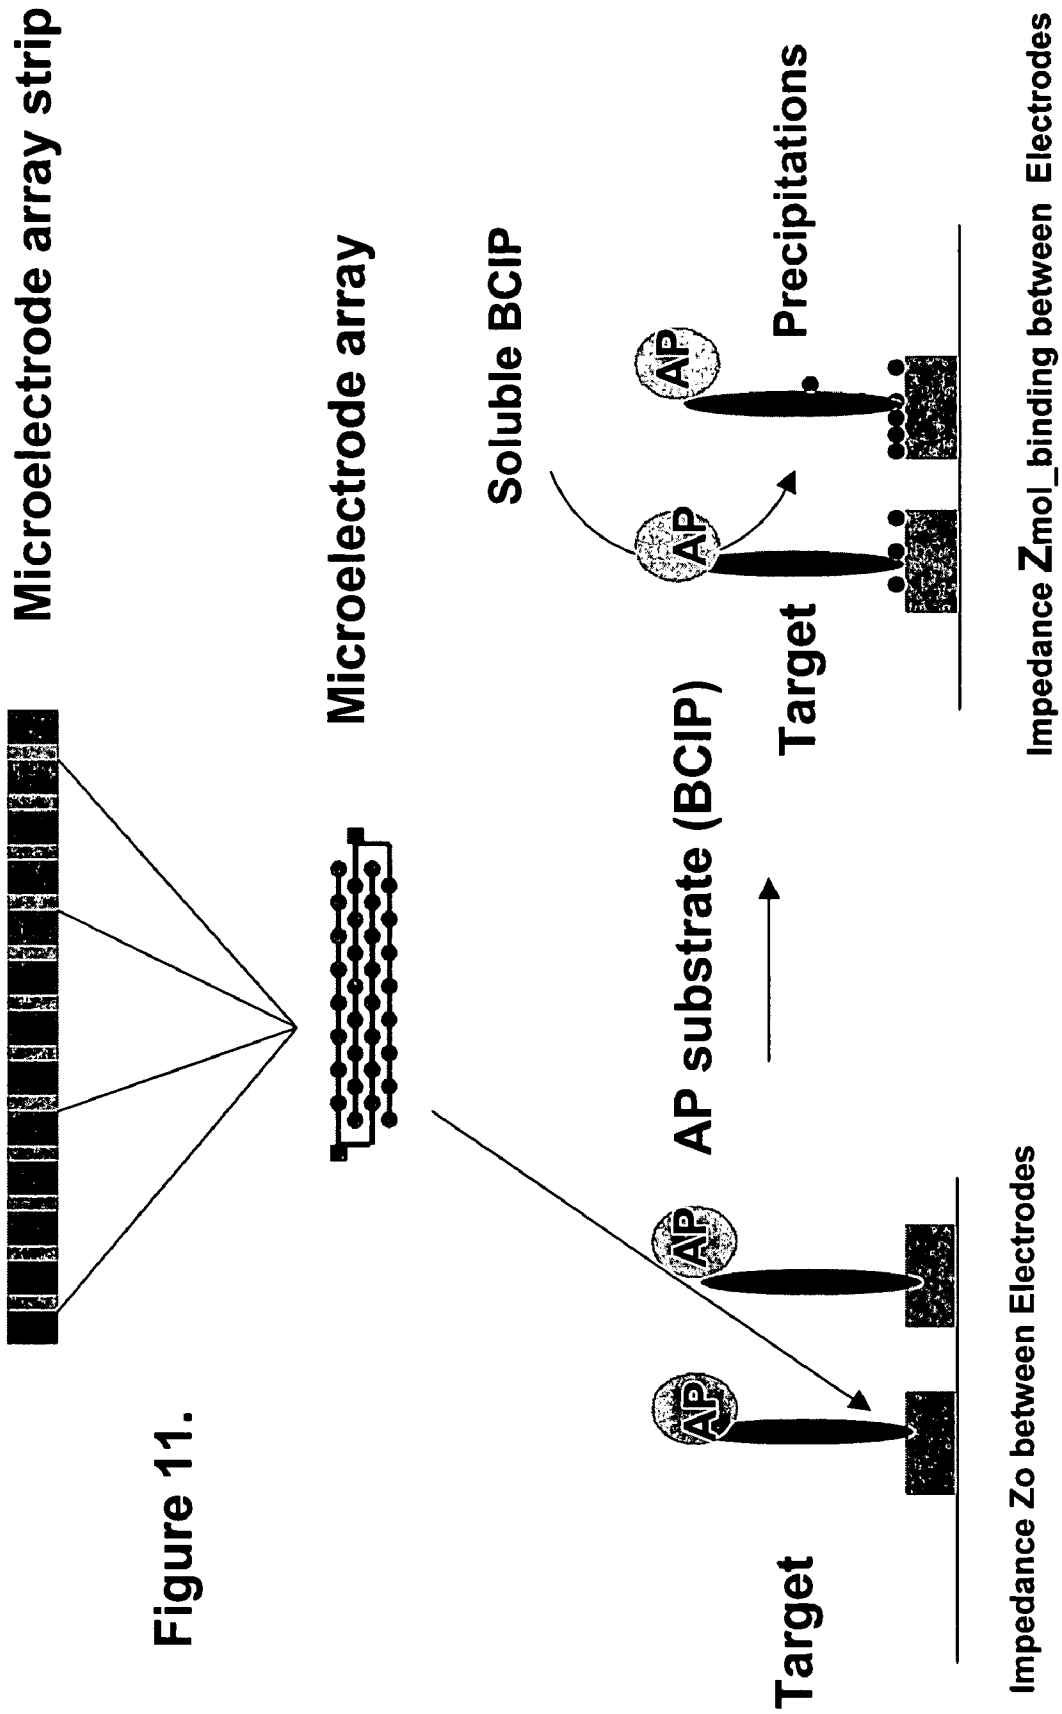 Figure 11.
Microelectrode array strip
Microelectrode array
Soluble BCIP
AP substrate (BCIP)
AP
AP
AP
AP
Target
Target
Precipitations
Impedance Zo between Electrodes
Impedance Zmol_binding between Electrodes